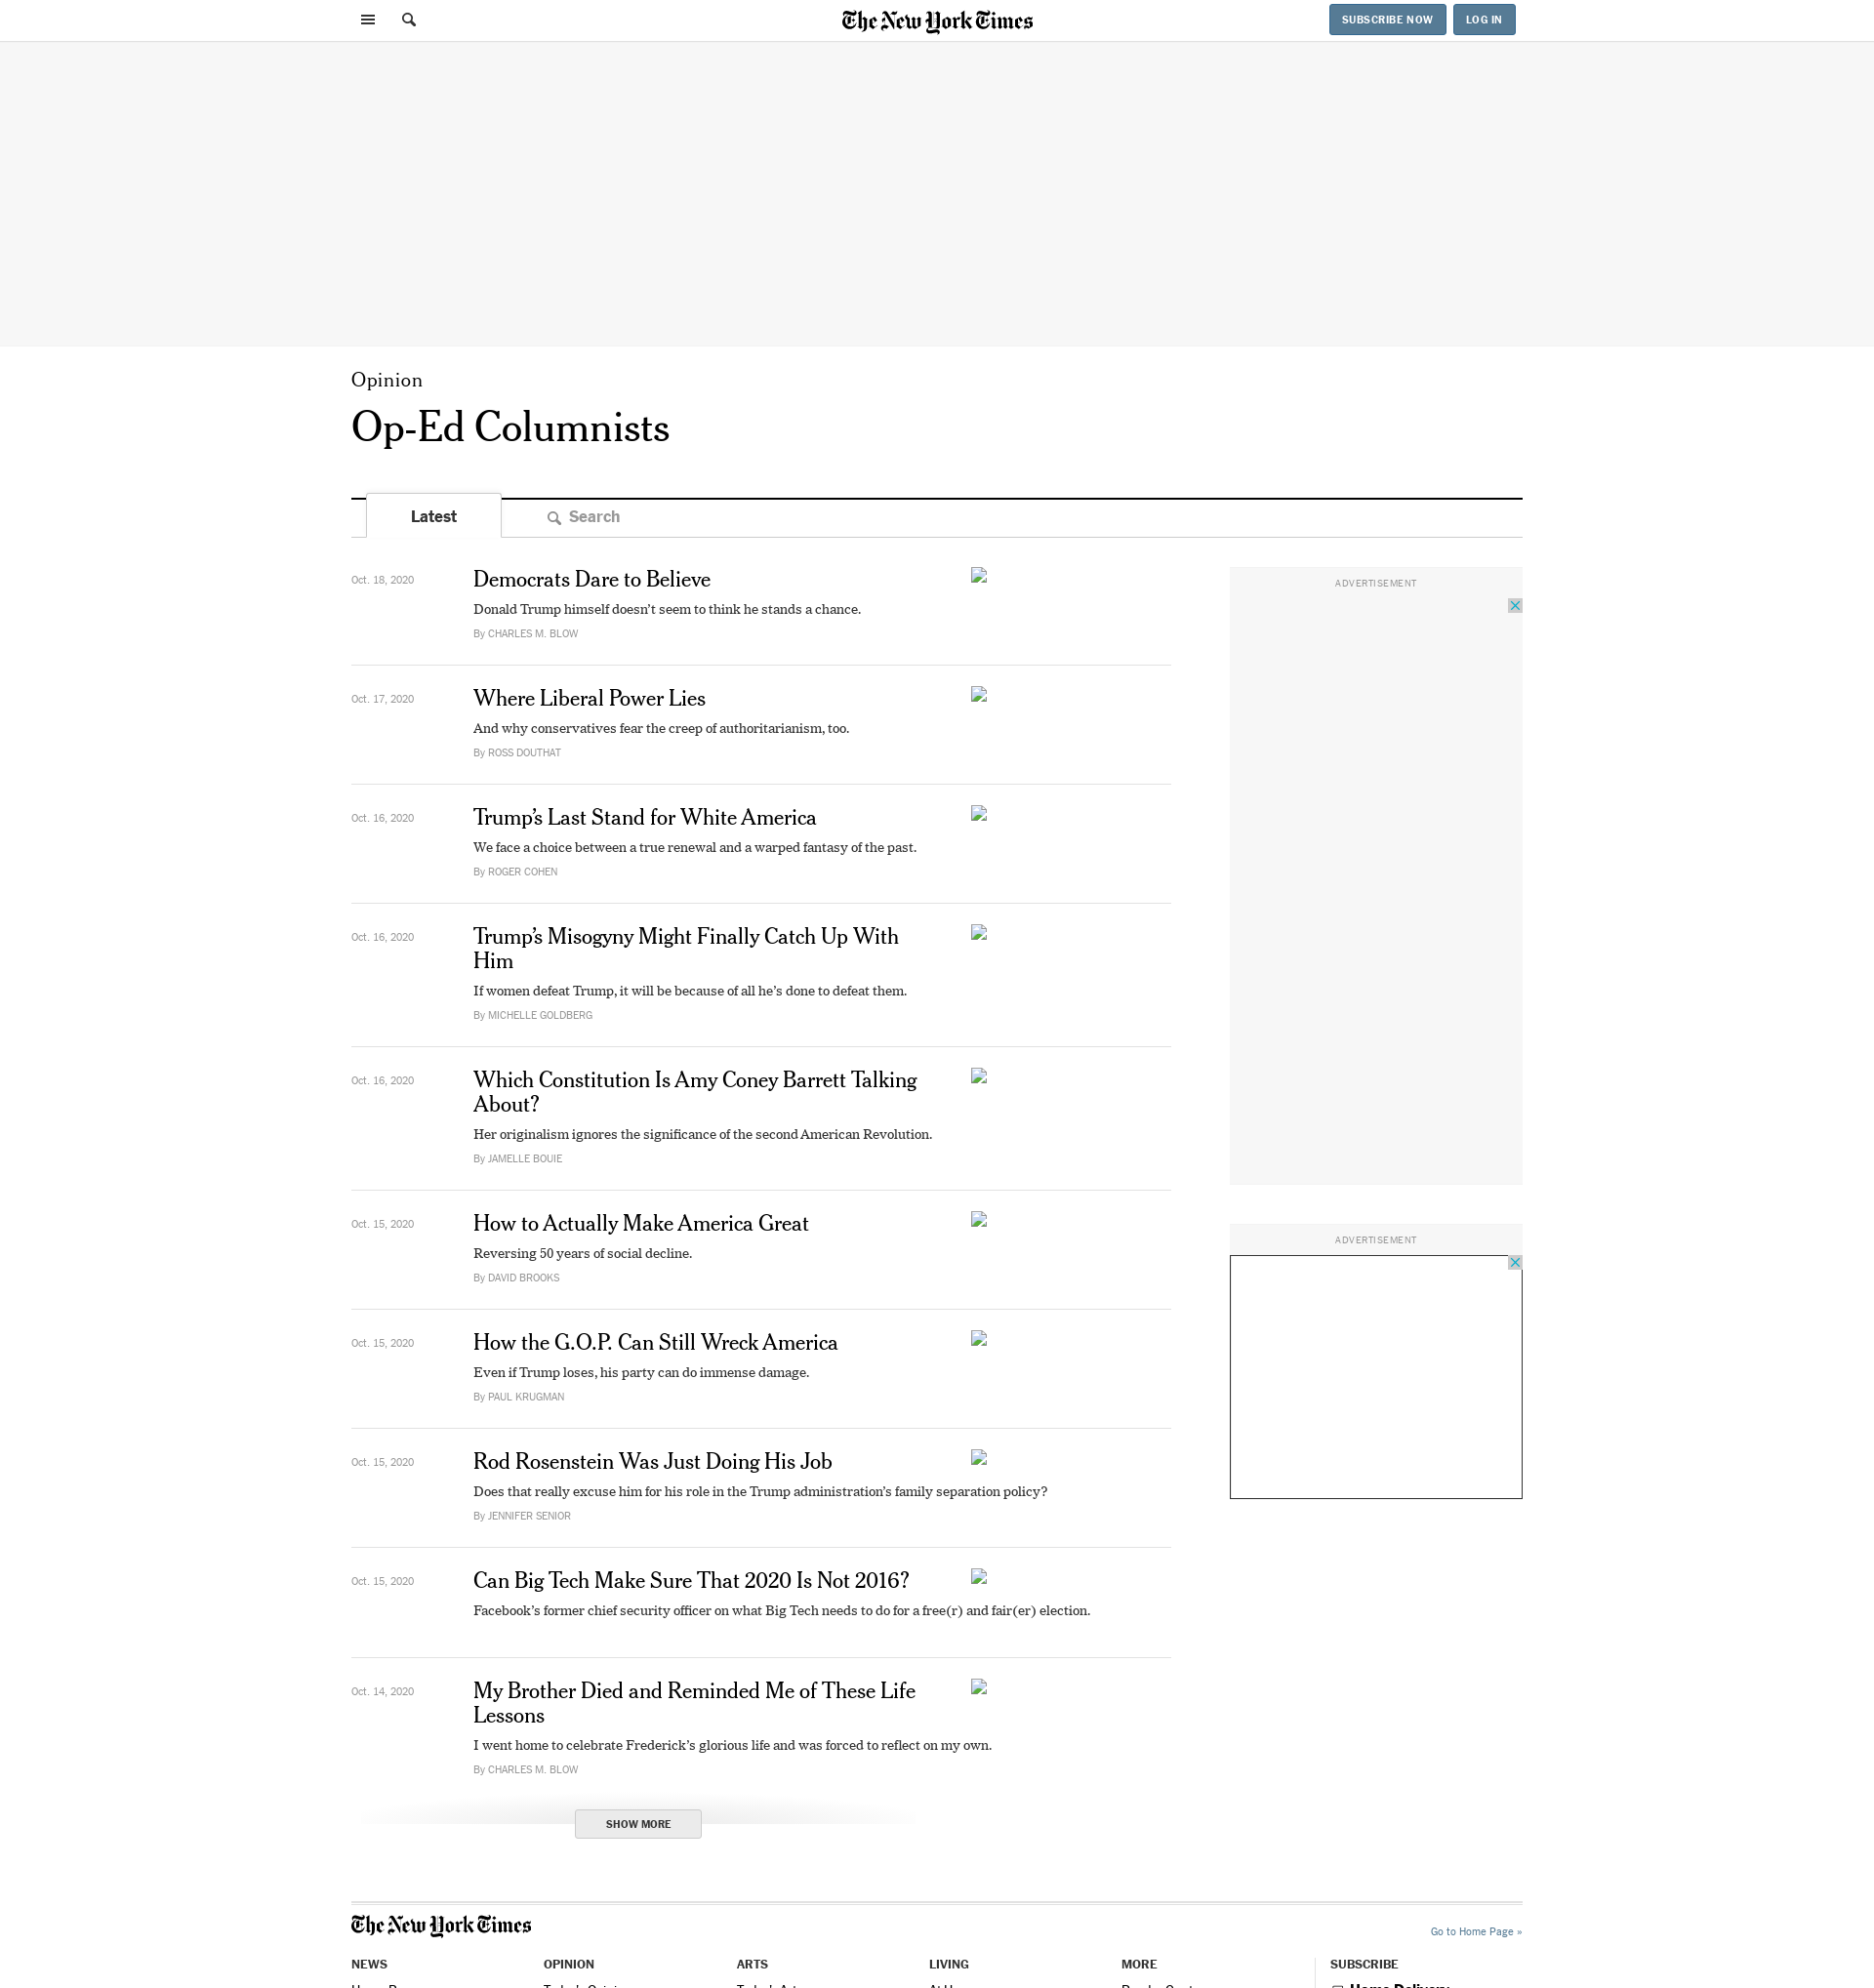 The New York Times
SUBSCRIBE NOW
LOG IN
Opinion
Op-Ed Columnists
Latest
Search
Oct. 18, 2020
Democrats Dare to Believe
Donald Trump himself doesn’t seem to think he stands a chance.
By CHARLES M. BLOW
Oct. 17, 2020
Where Liberal Power Lies
And why conservatives fear the creep of authoritarianism, too.
By ROSS DOUTHAT
Oct. 16, 2020
Trump’s Last Stand for White America
We face a choice between a true renewal and a warped fantasy of the past.
By ROGER COHEN
Oct. 16, 2020
Trump’s Misogyny Might Finally Catch Up With
Him
If women defeat Trump, it will be because of all he’s done to defeat them.
By MICHELLE GOLDBERG
Oct. 16, 2020
Which Constitution Is Amy Coney Barrett Talking
About?
Her originalism ignores the significance of the second American Revolution.
By JAMELLE BOUIE
Oct. 15, 2020
How to Actually Make America Great
Reversing 50 years of social decline.
By DAVID BROOKS
Oct. 15, 2020
How the G.O.P. Can Still Wreck America
Even if Trump loses, his party can do immense damage.
By PAUL KRUGMAN
Oct. 15, 2020
Rod Rosenstein Was Just Doing His Job
Does that really excuse him for his role in the Trump administration’s family separation policy?
By JENNIFER SENIOR
Oct. 15, 2020
Can Big Tech Make Sure That 2020 Is Not 2016?
Facebook’s former chief security officer on what Big Tech needs to do for a free(r) and fair(er) election.
Oct. 14, 2020
My Brother Died and Reminded Me of These Life
Lessons
I went home to celebrate Frederick’s glorious life and was forced to reflect on my own.
By CHARLES M. BLOW
SHOW MORE
ADVERTISEMENT
ADVERTISEMENT
The New York Times
Go to Home Page »
NEWS
OPINION
ARTS
LIVING
MORE
SUBSCRIBE
Home Delivery